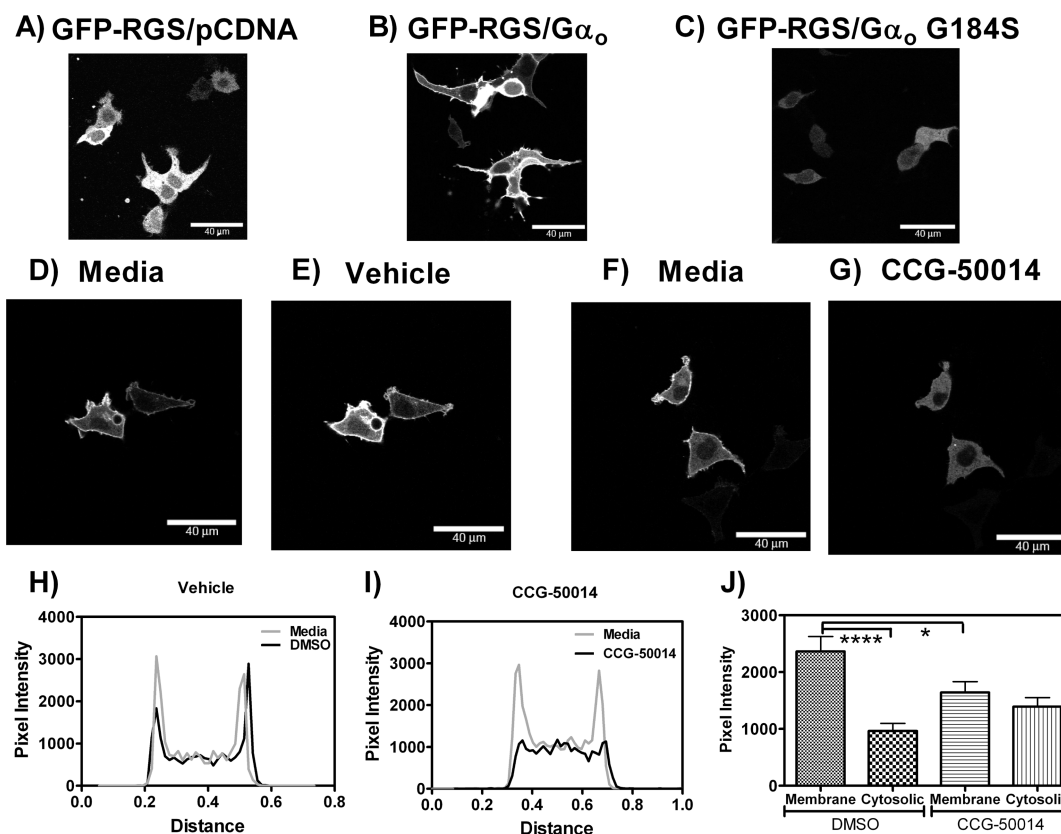 A) GFP-RGS/pCDNA
B) GFP-RGS/Gαo
C) GFP-RGS/Gαo G184S
40 µm
40 µm
40 µm
D) Media
E) Vehicle
F) Media
G) CCG-50014
40 µm
40 µm
40 µm
40 µm
H)
Vehicle
Pixel Intensity
4000
3000
2000
1000
0
Media
DMSO
0.0 0.2 0.4 0.6 0.8
Distance
I)
CCG-50014
Pixel Intensity
4000
3000
2000
1000
0
Media
CCG-50014
0.0 0.2 0.4 0.6 0.8 1.0
Distance
J)
Pixel Intensity
3000
2000
1000
0
**** *
Membrane Cytosolic Membrane Cytosolic
DMSO CCG-50014